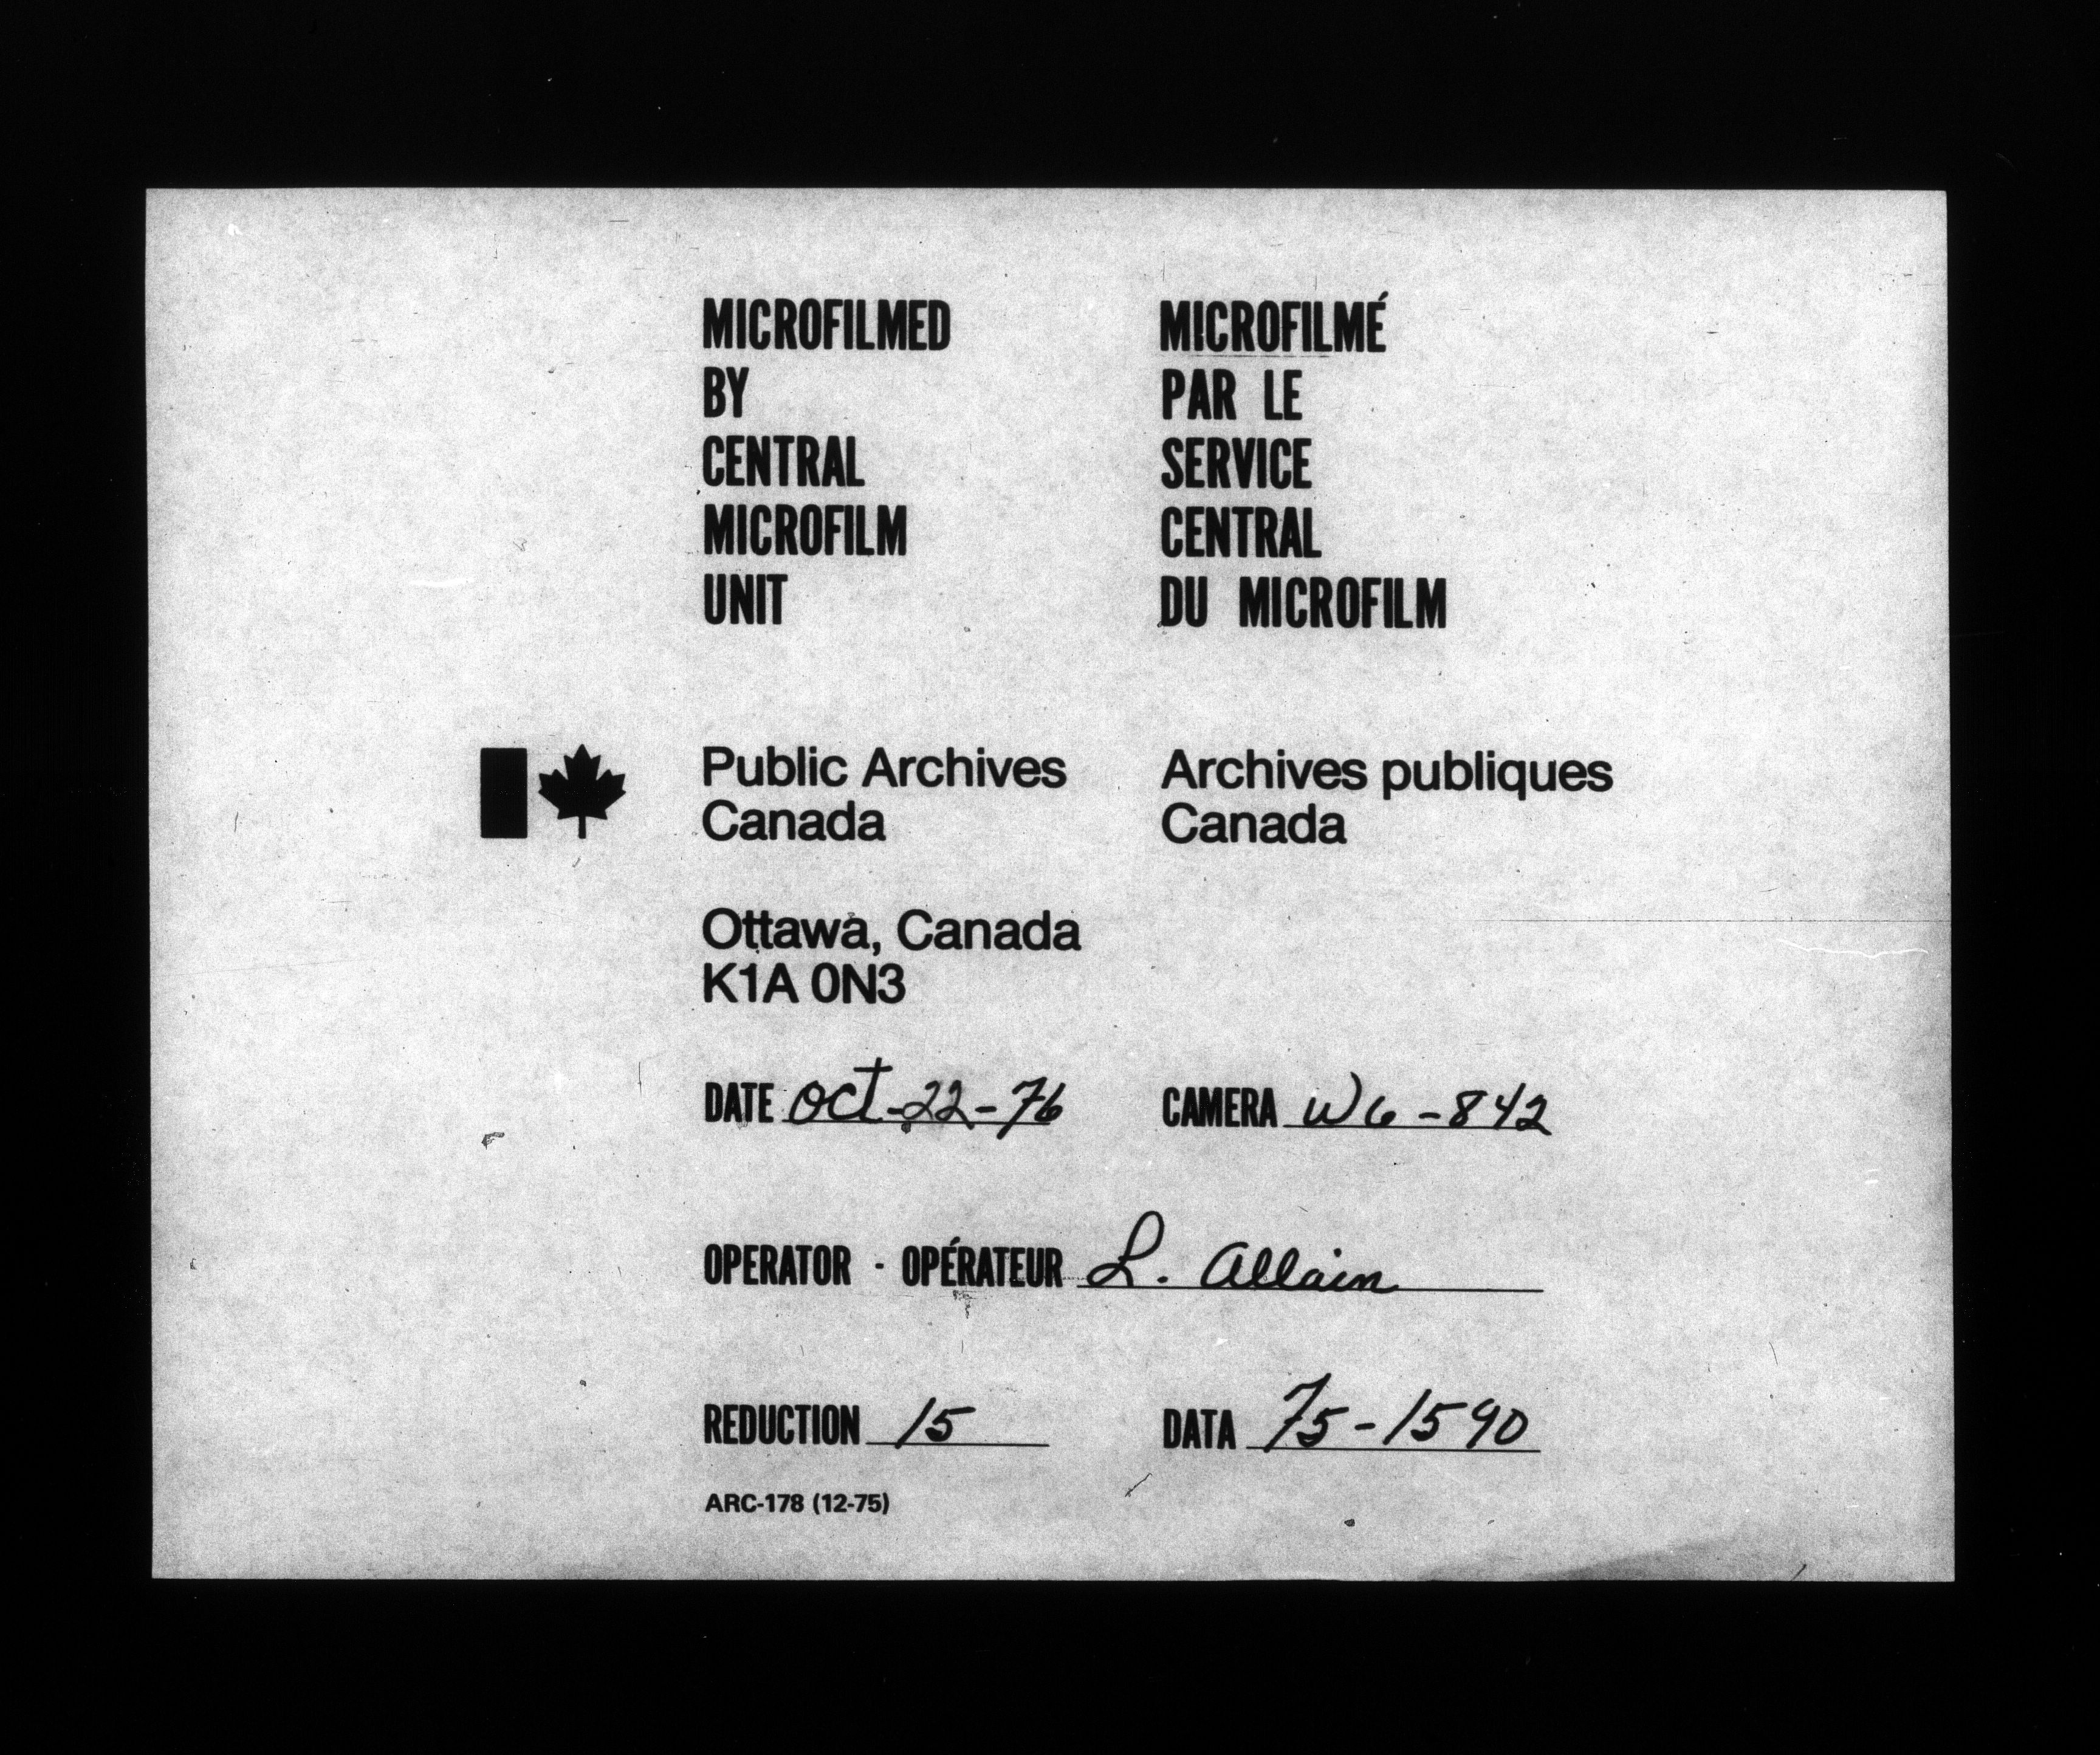 MICROFILMED
BY
CENTRAL
MICROFILM
UNIT
MICROFILMÉ
PAR LE
SERVICE
CENTRAL
DU MICROFILM
Public Archives
Canada
Archives publiques
Canada
Ottawa, Canada
K1A 0N3
DATE Oct-22-76
CAMERA W6-842
OPERATOR - OPÉRATEUR L. Allain
REDUCTION 15
DATA 75-1590
ARC-178 (12-75)